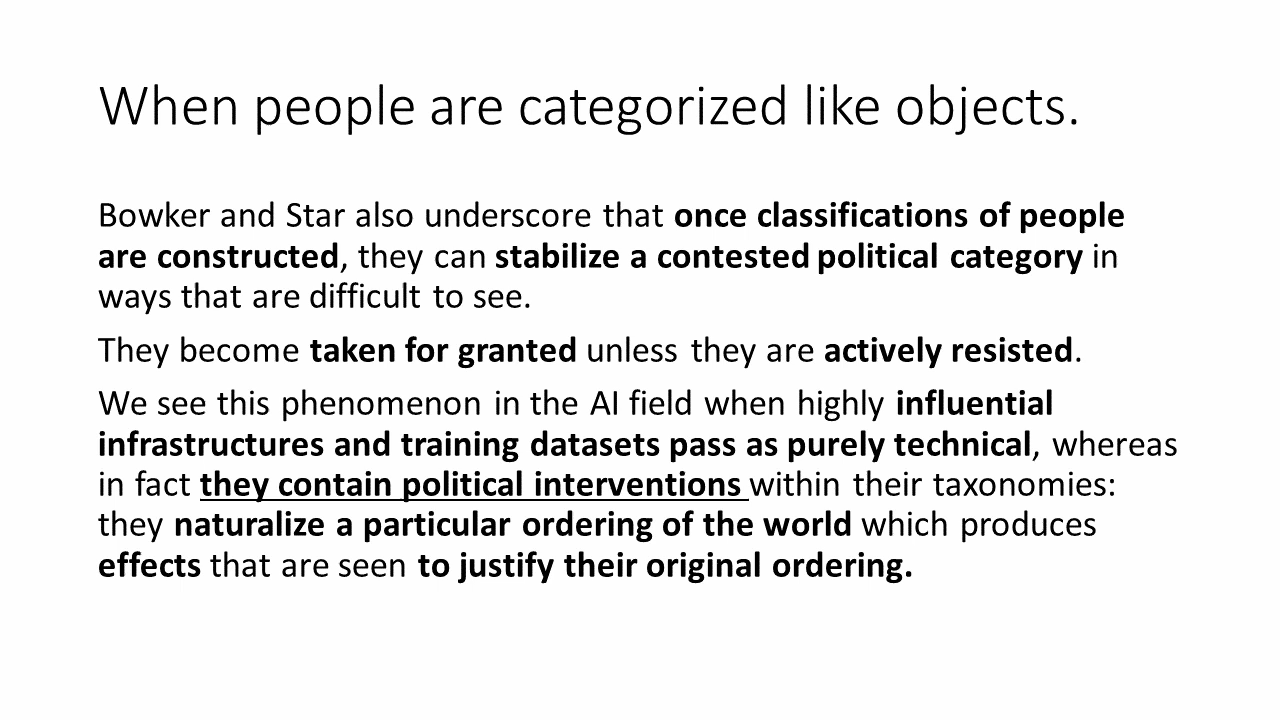 When people are categorized like objects.
Bowker and Star also underscore that once classifications of people
are constructed, they can stabilize a contested political category in
ways that are difficult to see.
They become taken for granted unless they are actively resisted.
We see this phenomenon in the AI field when highly influential
infrastructures and training datasets pass as purely technical, whereas
in fact they contain political interventions within their taxonomies:
they naturalize a particular ordering of the world which produces
effects that are seen to justify their original ordering.